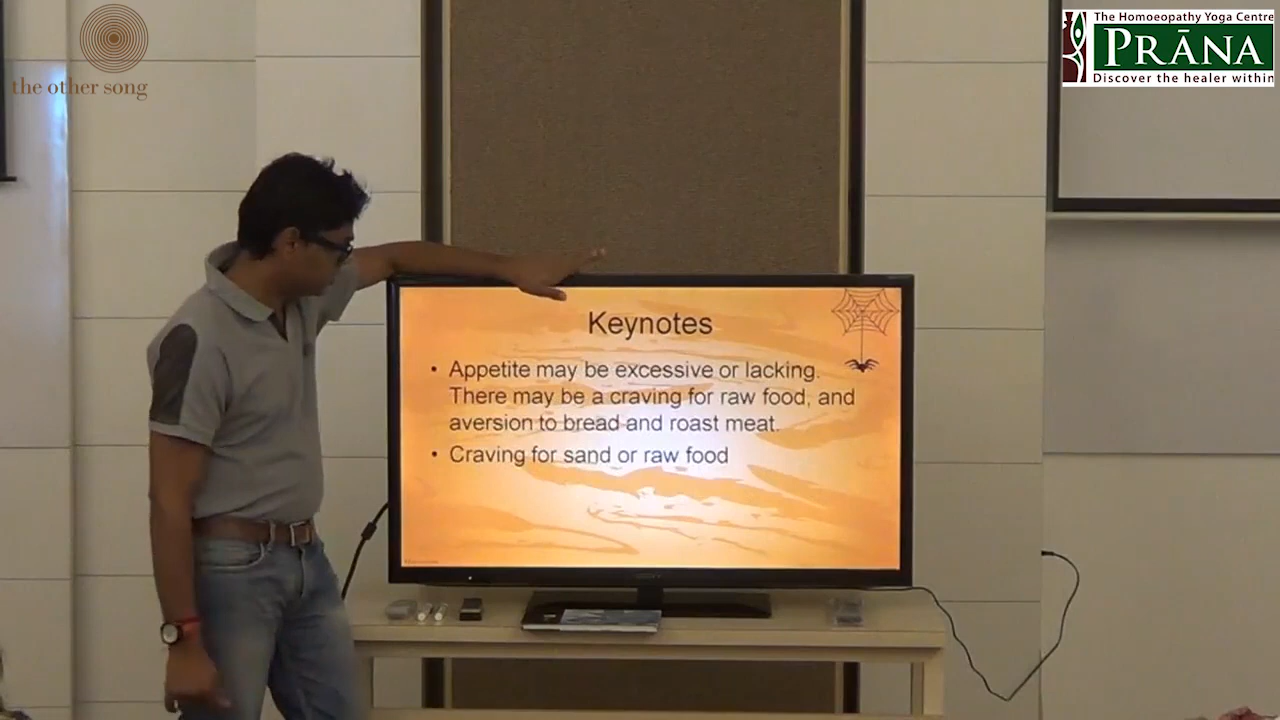 the other song
The Homoeopathy Yoga Centre
PRĀNA
Discover the healer within
Keynotes
• Appetite may be excessive or lacking.
There may be a craving for raw food, and
aversion to bread and roast meat.
• Craving for sand or raw food